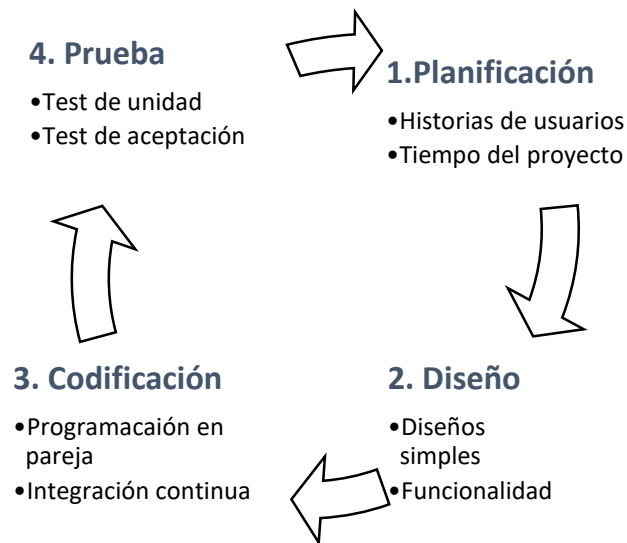 4. Prueba
•Test de unidad
•Test de aceptación
1.Planificación
•Historias de usuarios
•Tiempo del proyecto
3. Codificación
•Programacaión en
pareja
•Integración continua
2. Diseño
•Diseños
simples
•Funcionalidad